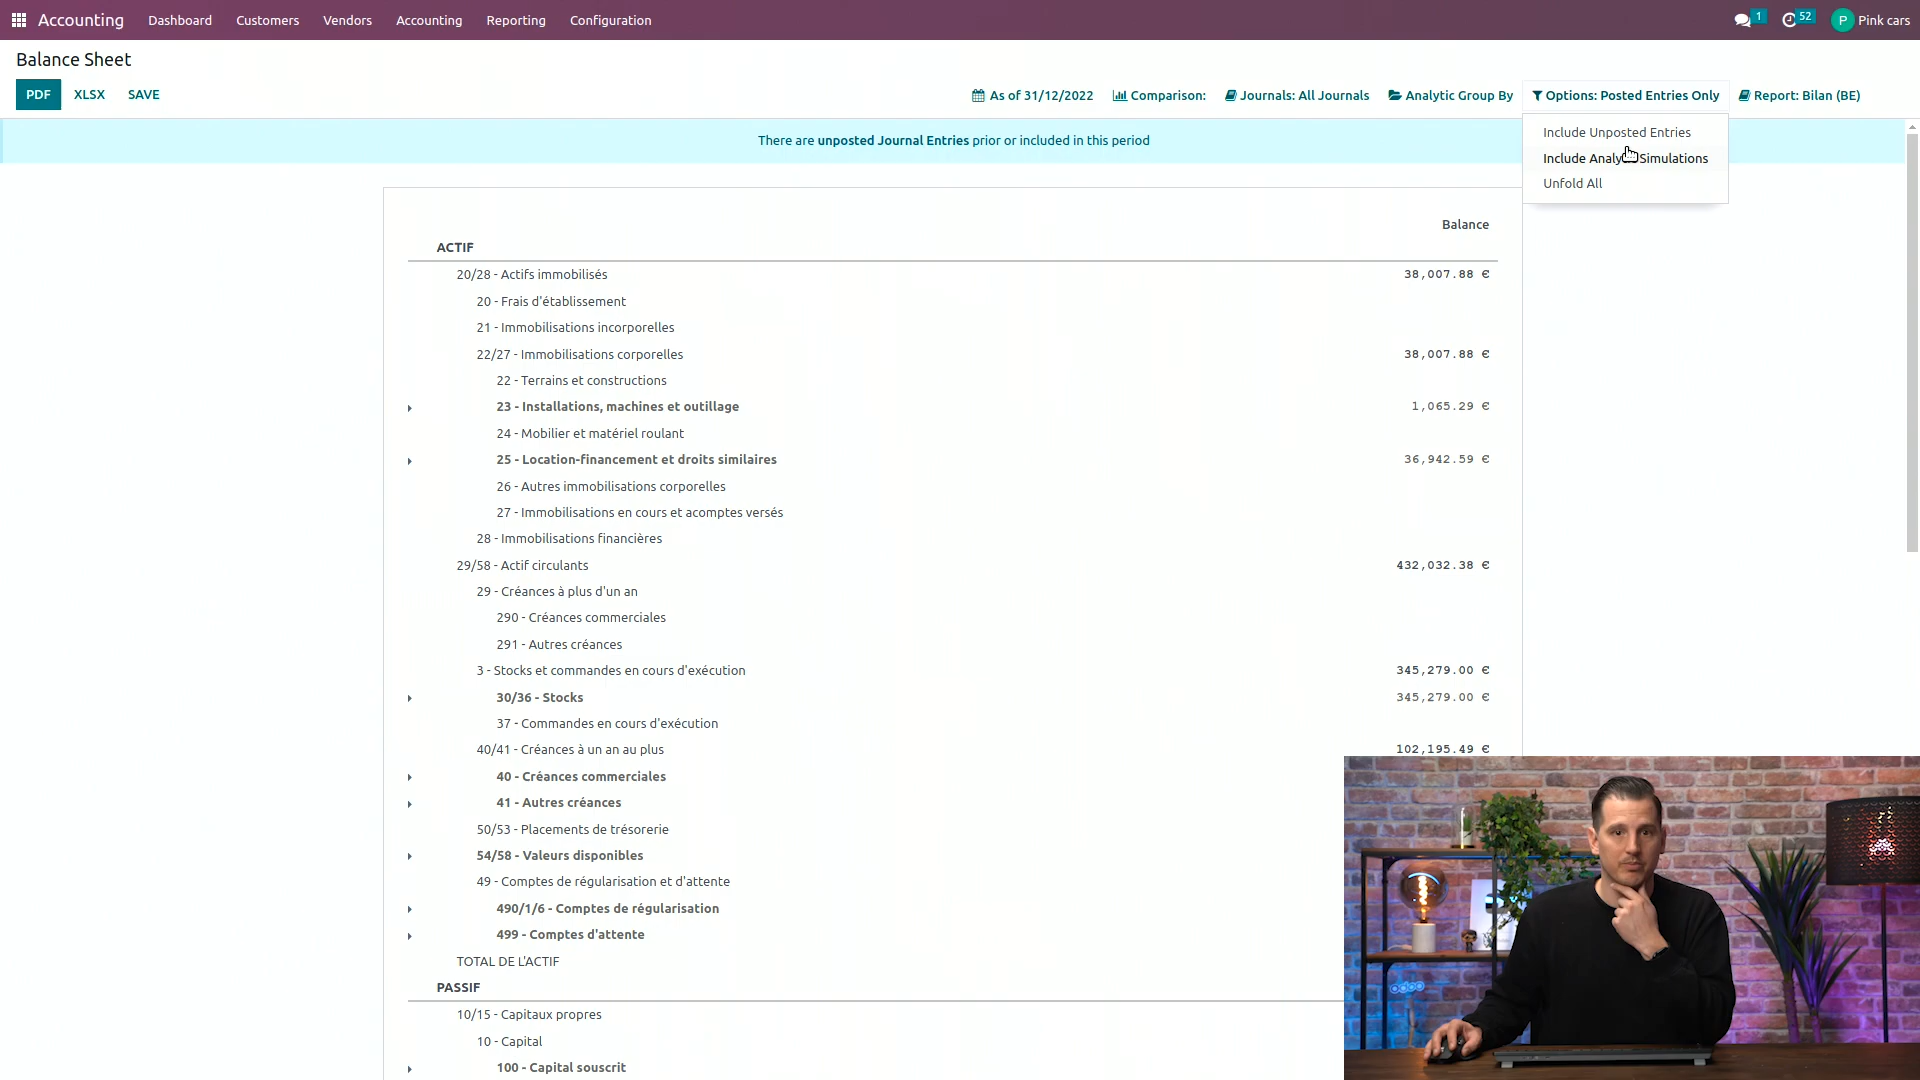 Accounting Dashboard Customers Vendors Accounting Reporting Configuration 1 52 P Pink cars
Balance Sheet
PDF XLSX SAVE As of 31/12/2022 Comparison: Journals: All Journals Analytic Group By Options: Posted Entries Only Report: Bilan (BE)
There are unposted Journal Entries prior or included in this period
Include Unposted Entries
Include Simulations
Unfold All
Balance
ACTIF
20/28 - Actifs immobilisés 38,007.88 €
20 - Frais d'établissement
21 - Immobilisations incorporelles
22/27 - Immobilisations corporelles 38,007.88 €
22 - Terrains et constructions
23 - Installations, machines et outillage 1,065.29 €
24 - Mobilier et matériel roulant
25 - Location-financement et droits similaires 36,942.59 €
26 - Autres immobilisations corporelles
27 - Immobilisations en cours et acomptes versés
28 - Immobilisations financières
29/58 - Actif circulants 432,032.38 €
29 - Créances à plus d'un an
290 - Créances commerciales
291 - Autres créances
3 - Stocks et commandes en cours d'exécution 345,279.00 €
30/36 - Stocks 345,279.00 €
37 - Commandes en cours d'exécution
40/41 - Créances à un an au plus 102,195.49 €
40 - Créances commerciales
41 - Autres créances
50/53 - Placements de trésorerie
54/58 - Valeurs disponibles
49 - Comptes de régularisation et d'attente
490/1/6 - Comptes de régularisation
499 - Comptes d'attente
TOTAL DE L'ACTIF
PASSIF
10/15 - Capitaux propres
10 - Capital
100 - Capital souscrit